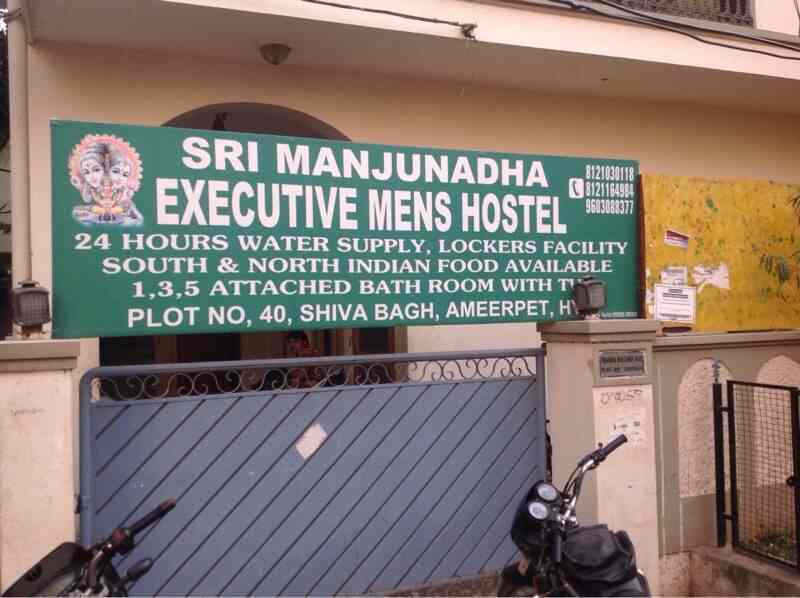 SRI MANJUNADHA
EXECUTIVE MENS HOSTEL
8121030118
8121164984
9603088377
24 HOURS WATER SUPPLY, LOCKERS FACILITY
SOUTH & NORTH INDIAN FOOD AVAILABLE
1,3,5 ATTACHED BATH ROOM WITH
PLOT NO, 40, SHIVA BAGH, AMEERPET,